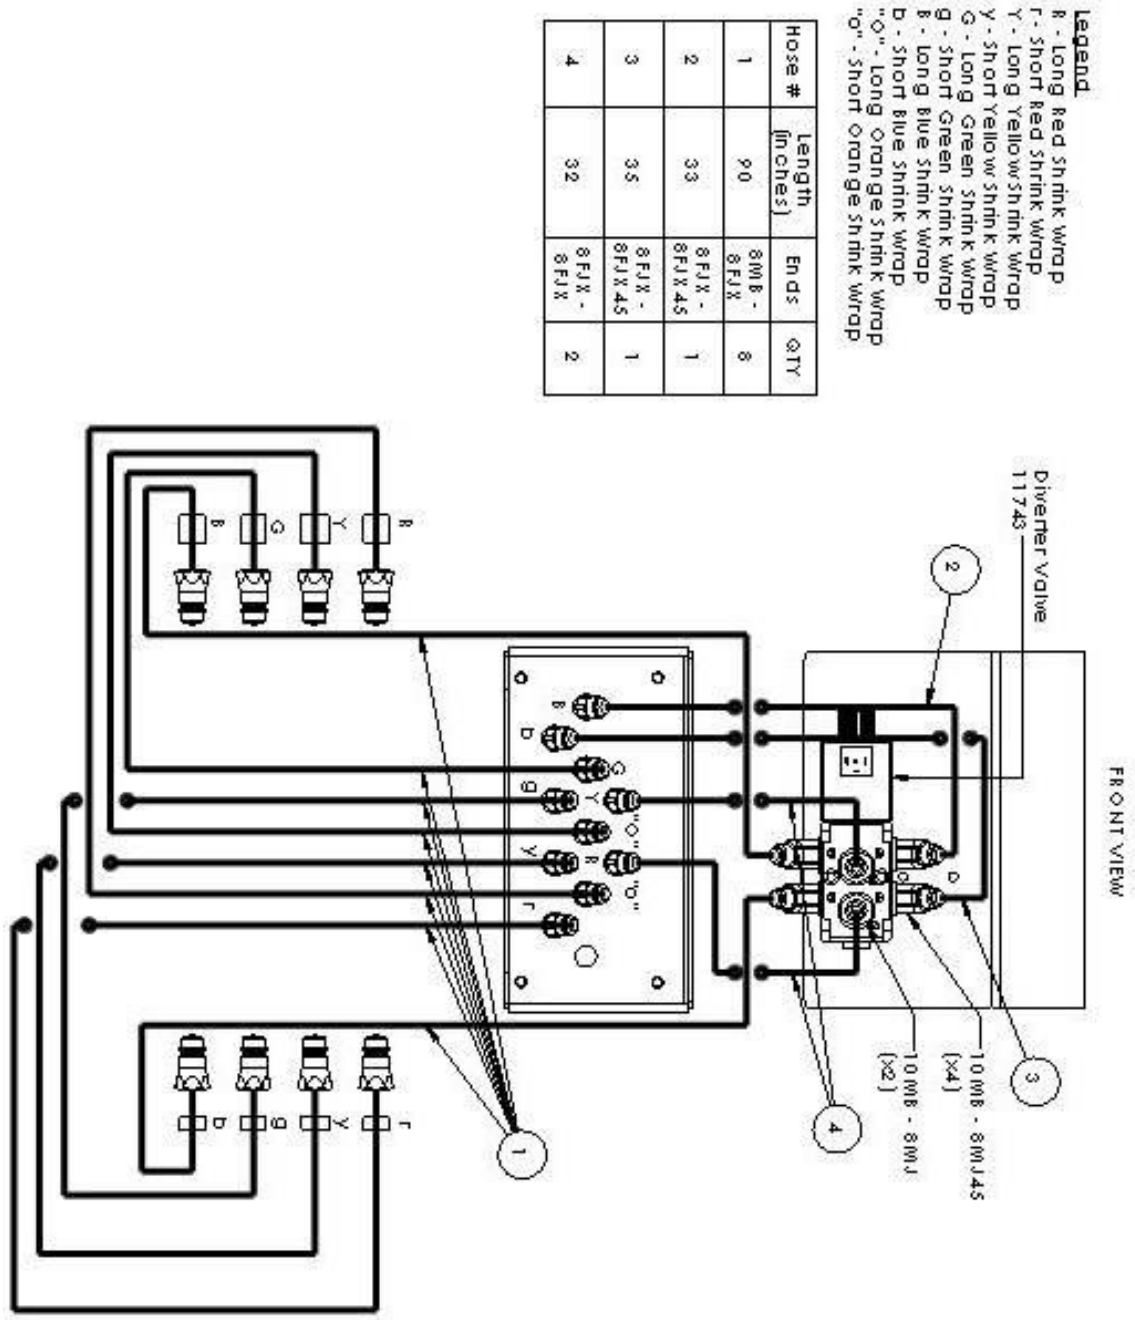 FRONT VIEW
Legend
R - Long Red Shrink Wrap
r - Short Red Shrink Wrap
Y - Long Yellow Shrink Wrap
y - Short Yellow Shrink Wrap
G - Long Green Shrink Wrap
g - Short Green Shrink Wrap
B - Long Blue Shrink Wrap
b - Short Blue Shrink Wrap
"O" - Long Orange Shrink Wrap
"o" - Short Orange Shrink Wrap
Hose # Length (inches) Ends QTY
1 90 8MB - 8FJX 8
2 33 8FJX - 8FJX45 1
3 35 8FJX - 8FJX45 1
4 32 8FJX - 8FJX 2
Diverter Valve
11743
2
3
10MB - 8MJ45
(x4)
10MB - 8MJ
(x2)
4
1
B
b
G
g
Y
"O"
y
R
"o"
r
R
Y
G
B
r
y
g
b